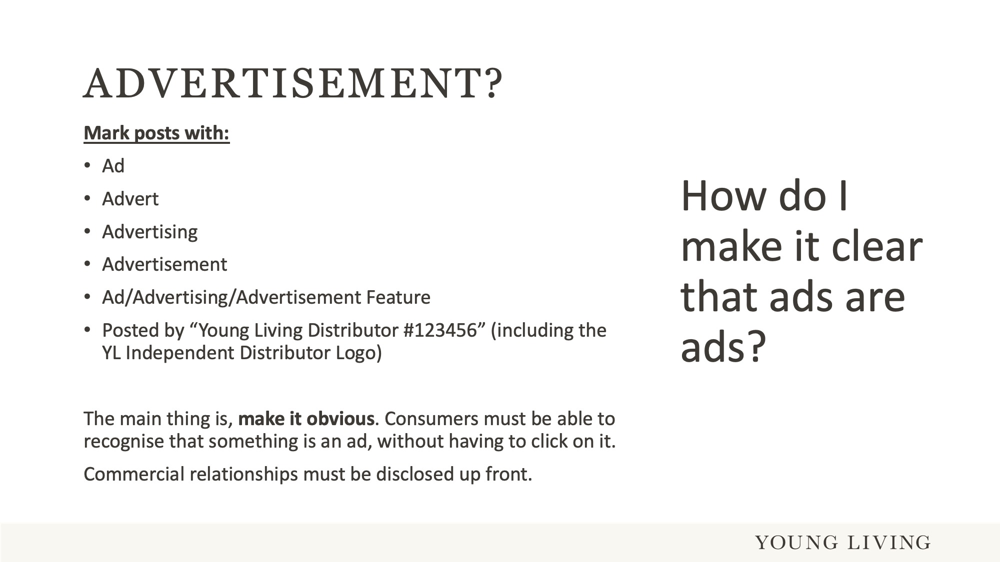 ADVERTISEMENT?
Mark posts with:
• Ad
• Advert
• Advertising
• Advertisement
• Ad/Advertising/Advertisement Feature
• Posted by “Young Living Distributor #123456” (including the
YL Independent Distributor Logo)
The main thing is, make it obvious. Consumers must be able to
recognise that something is an ad, without having to click on it.
Commercial relationships must be disclosed up front.
How do I
make it clear
that ads are
ads?
YOUNG LIVING